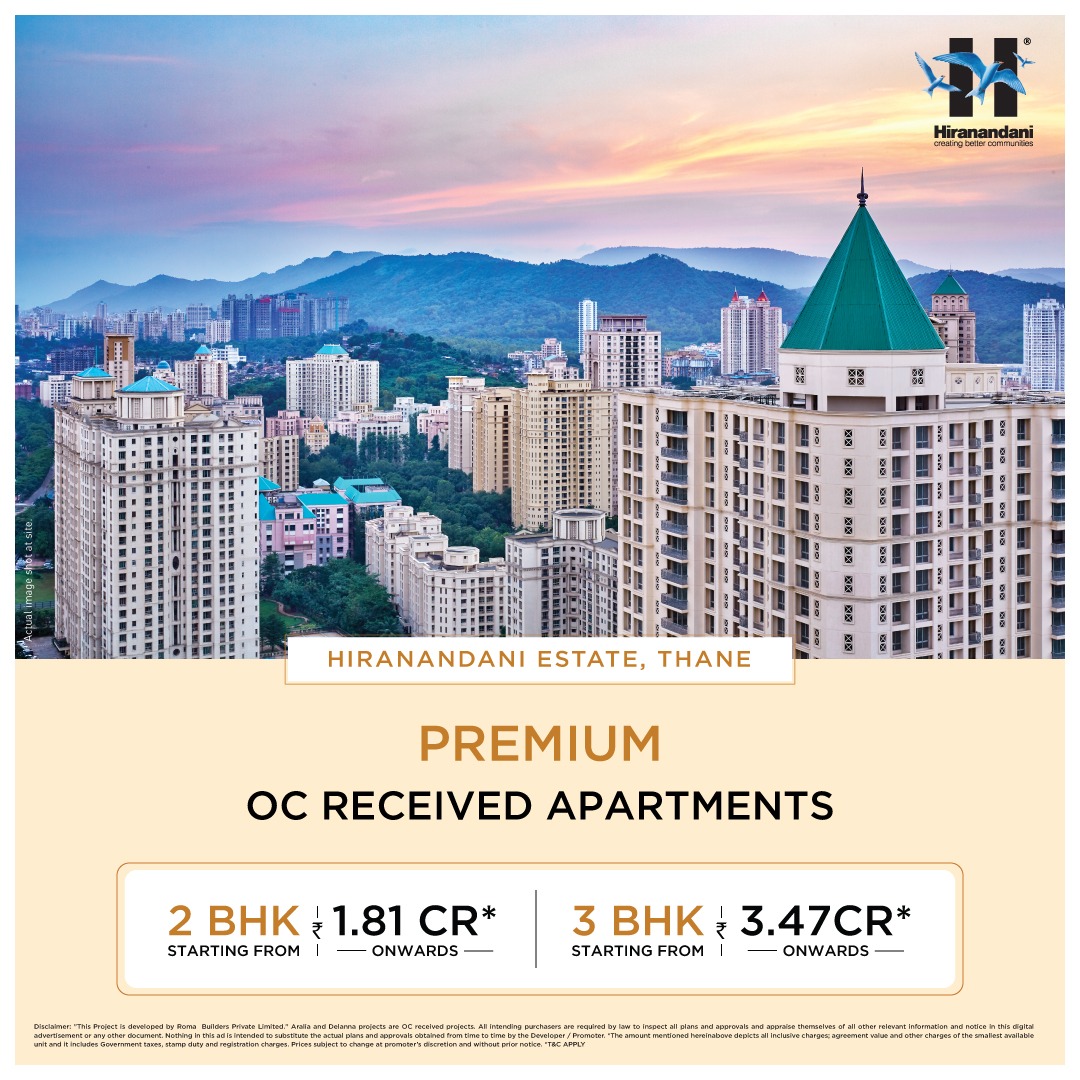 H®
Hiranandani
creating better communities
Actual image shot at site
HIRANANDANI ESTATE, THANE
PREMIUM
OC RECEIVED APARTMENTS
2 BHK ₹ 1.81 CR*
STARTING FROM ONWARDS
3 BHK ₹ 3.47CR*
STARTING FROM ONWARDS
Disclaimer: "This Project is developed by Roma Builders Private Limited." Aralia and Delanna projects are OC received projects. All intending purchasers are required by law to inspect all plans and approvals and appraise themselves of all other relevant information and notice in this digital
advertisement or any other document. Nothing in this ad is intended to substitute the actual plans and approvals obtained from time to time by the Developer / Promoter. *The amount mentioned hereinabove depicts all inclusive charges; agreement value and other charges of the smallest available
unit and it includes Government taxes, stamp duty and registration charges. Prices subject to change at promoter's discretion and without prior notice. *T&C APPLY